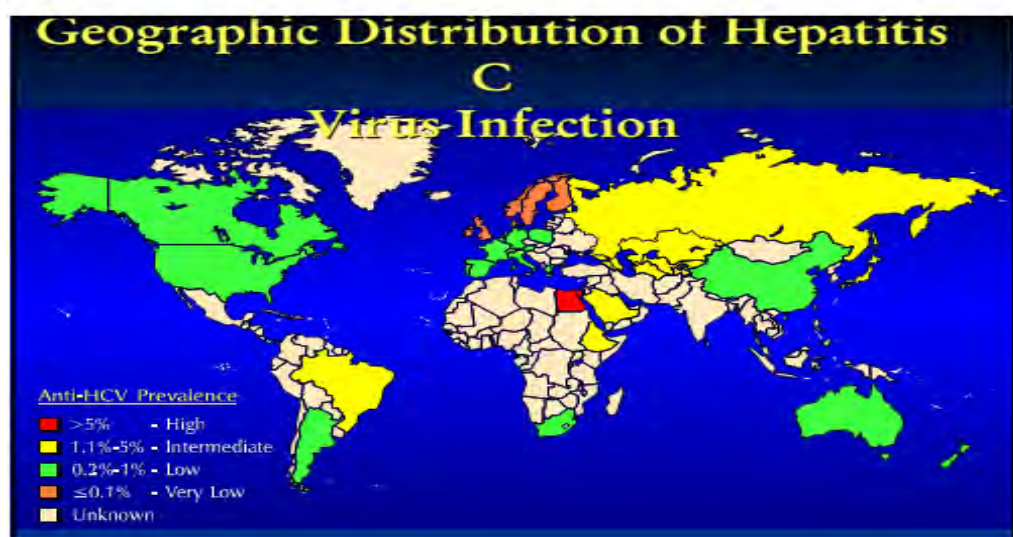 Geographic Distribution of Hepatitis
C
Virus Infection
Anti-HCV Prevalence
>5% - High
1.1%-5% - Intermediate
0.2%-1% - Low
≤0.1% - Very Low
Unknown